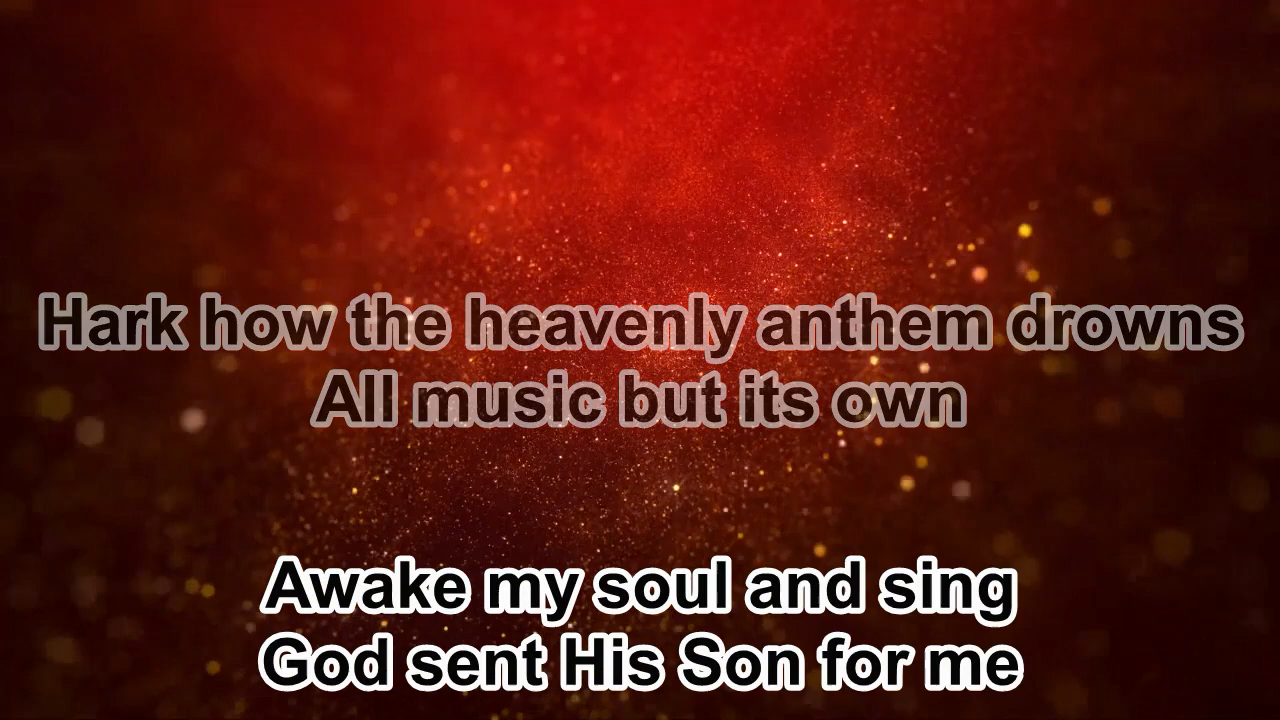 Hark how the heavenly anthem drowns
All music but its own
Awake my soul and sing
God sent His Son for me